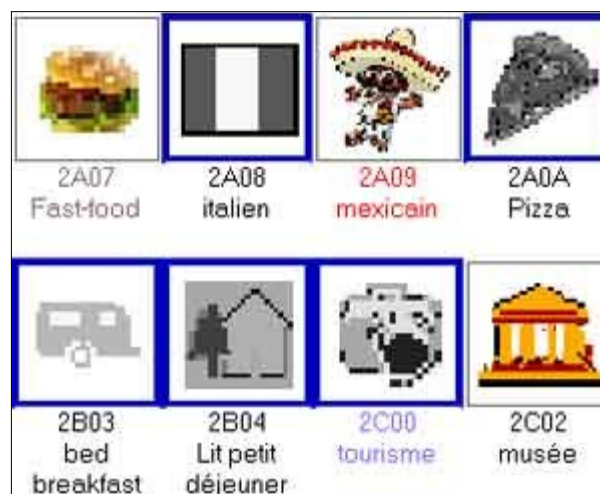 2A07 2A08 2A09 2A0A
Fast-food italien mexicain Pizza
2B03 2B04 2C00 2C02
bed Lit petit tourisme musée
breakfast déjeuner